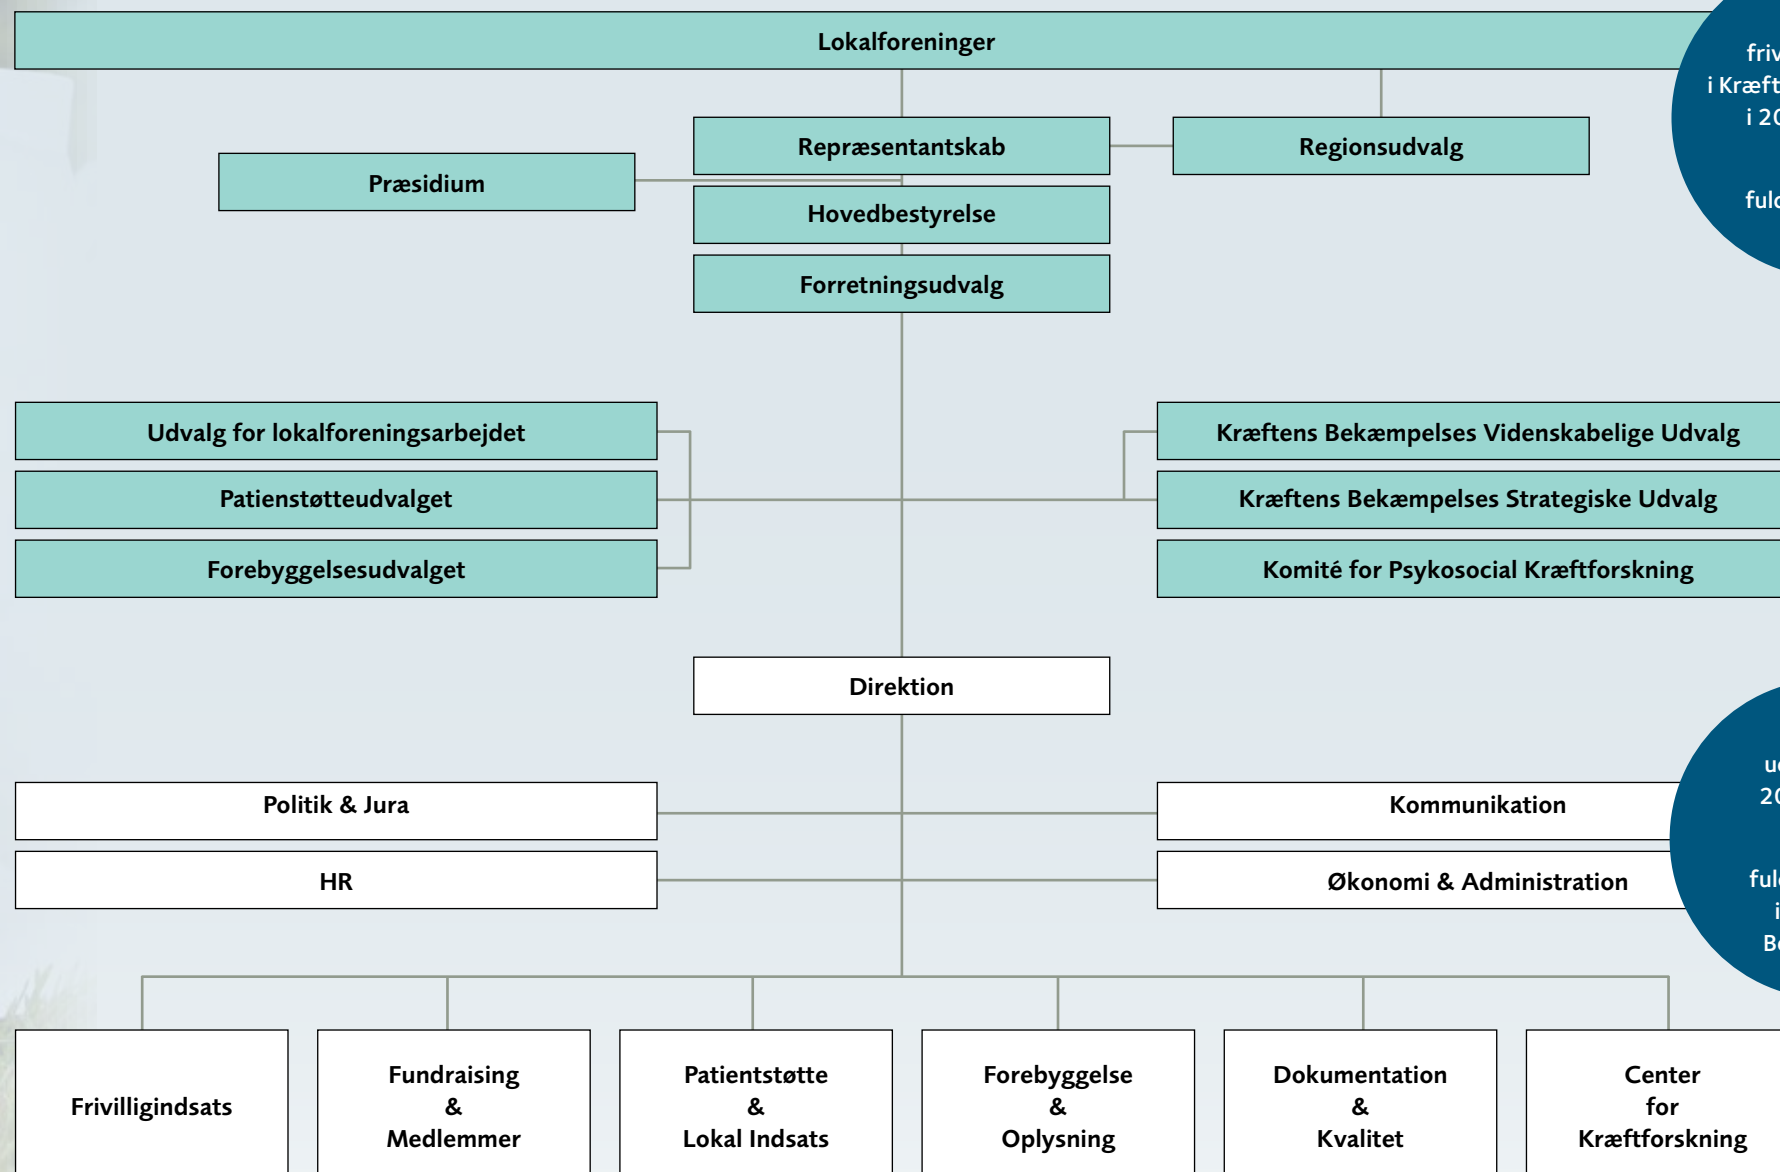 Lokalforeninger
i Kræft
Repræsentantskab
Regionsudvalg
Præsidium
Hovedbestyrelse
Forretningsudvalg
Udvalg for lokalforeningsarbejdet
Kræftens Bekæmpelses Videnskabelige Udvalg
Patienstøtteudvalget
Kræftens Bekæmpelses Strategiske Udvalg
Forebyggelsesudvalget
Komité for Psykosocial Kræftforskning
Direktion
Politik & Jura
Kommunikation
HR
Økonomi & Administration
Frivilligindsats
Fundraising
&
Medlemmer
Patientstøtte
&
Lokal Indsats
Forebyggelse
&
Oplysning
Dokumentation
&
Kvalitet
Center
for
Kræftforskning